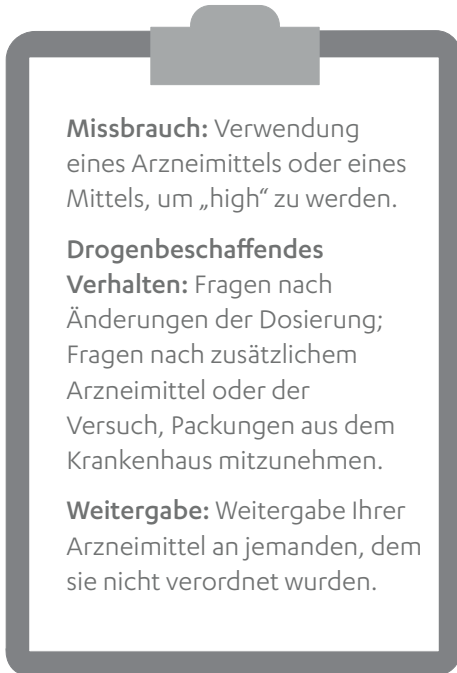 Missbrauch: Verwendung
eines Arzneimittels oder eines
Mittels, um „high“ zu werden.
Drogenbeschaffendes
Verhalten: Fragen nach
Änderungen der Dosierung;
Fragen nach zusätzlichem
Arzneimittel oder der
Versuch, Packungen aus dem
Krankenhaus mitzunehmen.
Weitergabe: Weitergabe Ihrer
Arzneimittel an jemanden, dem
sie nicht verordnet wurden.